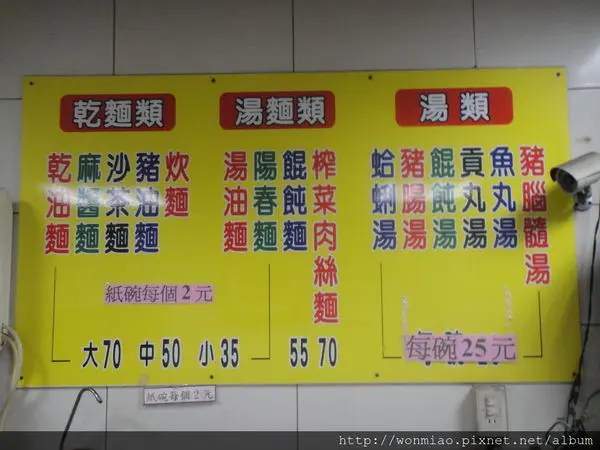 乾麵類
乾油麵
麻醬麵
沙茶麵
豬油麵
炊麵
湯麵類
湯油麵
陽春麵
餛飩麵
榨菜肉絲麵
湯類
蛤蜊湯
豬腸湯
餛飩湯
貢丸湯
魚丸湯
豬腦髓湯
紙碗每個2元
大70 中50 小35
55 70
每碗25元
紙碗每個2元
http://wonmiao.pixnet.net/album